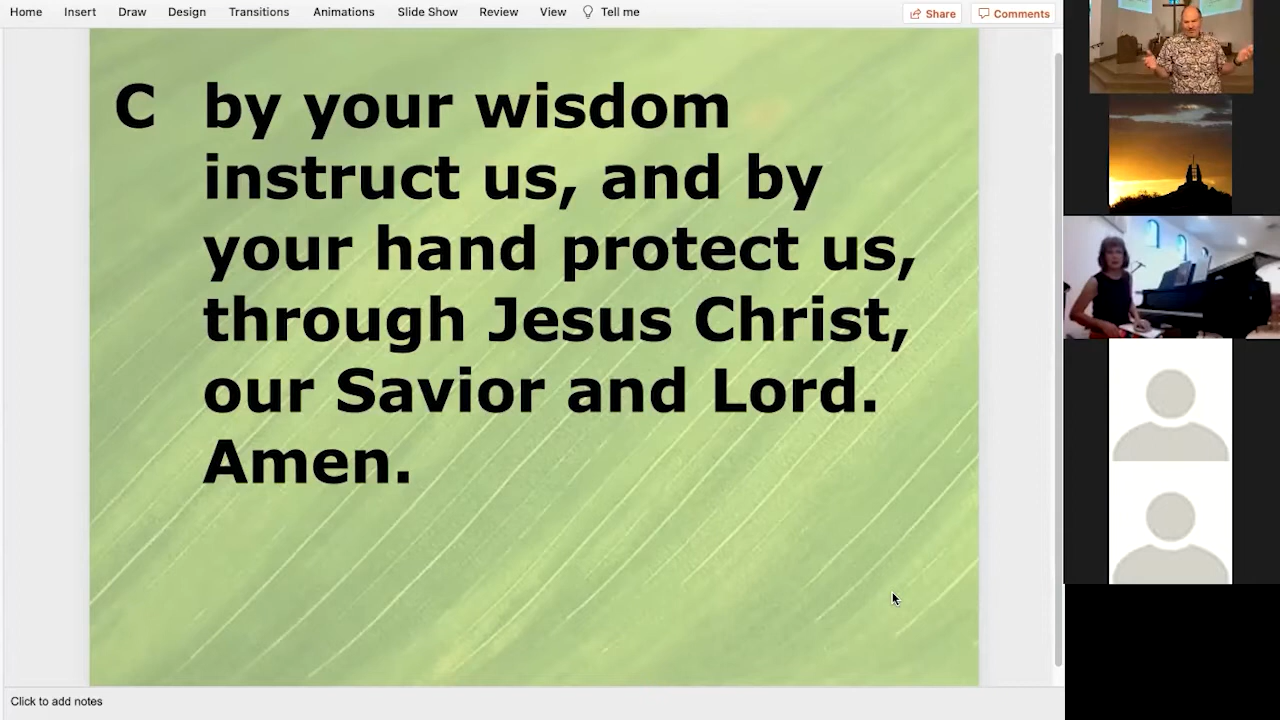 Home Insert Draw Design Transitions Animations Slide Show Review View Tell me Share Comments
C by your wisdom
instruct us, and by
your hand protect us,
through Jesus Christ,
our Savior and Lord.
Amen.
Click to add notes